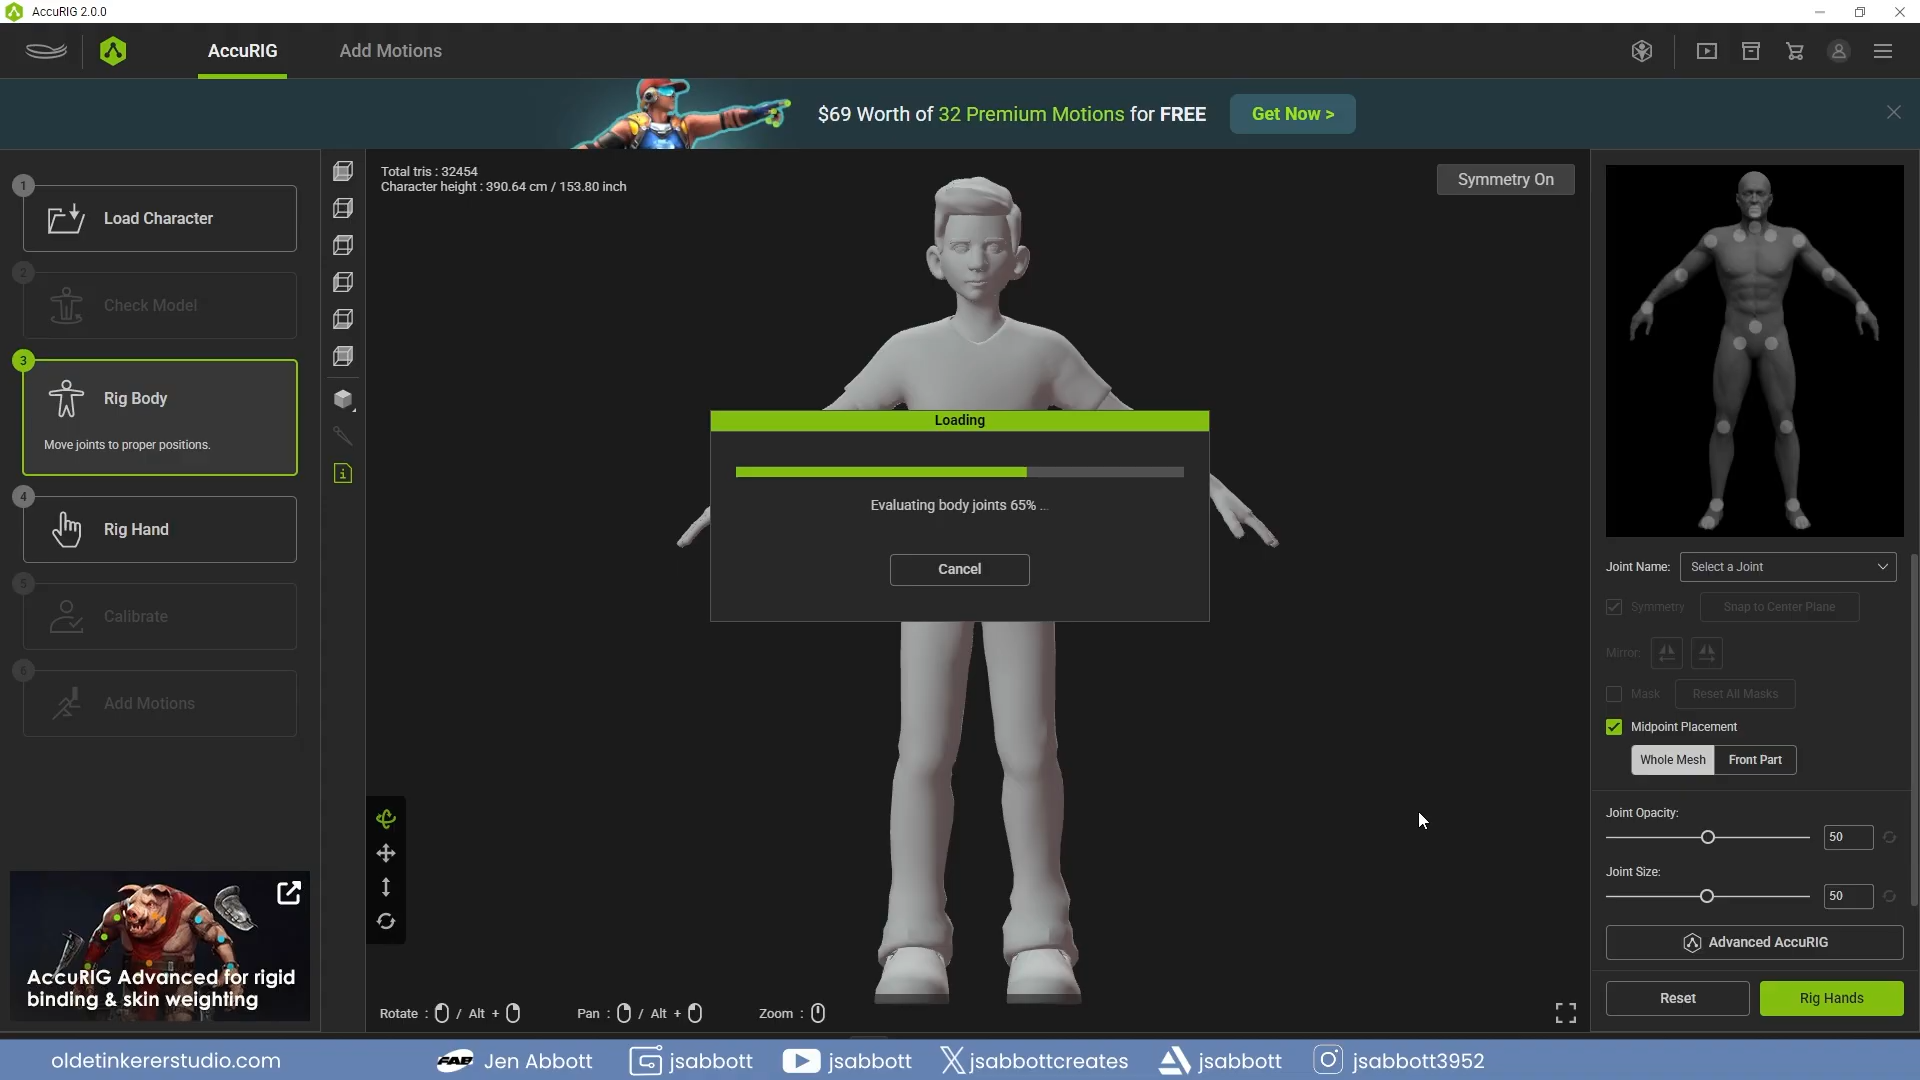 AccuRIG 2.0.0
AccuRIG
Add Motions
$69 Worth of 32 Premium Motions for FREE
Get Now >
1
Load Character
2
Check Model
3
Rig Body
Move joints to proper positions.
4
Rig Hand
5
Calibrate
6
Add Motions
AccuRIG Advanced for rigid
binding & skin weighting
Total tris : 32454
Character height : 390.64 cm / 153.80 inch
Symmetry On
Loading
Evaluating body joints 65% ...
Cancel
Rotate : / Alt +
Pan : / Alt +
Zoom :
Joint Name: Select a Joint
Symmetry
Snap to Center Plane
Mirror:
Mask
Reset All Masks
Midpoint Placement
Whole Mesh
Front Part
Joint Opacity:
50
Joint Size:
50
Advanced AccuRIG
Reset
Rig Hands
oldetinkererstudio.com
FAB
Jen Abbott
jsabbott
jsabbott
jsabbottcreates
jsabbott
jsabbott3952